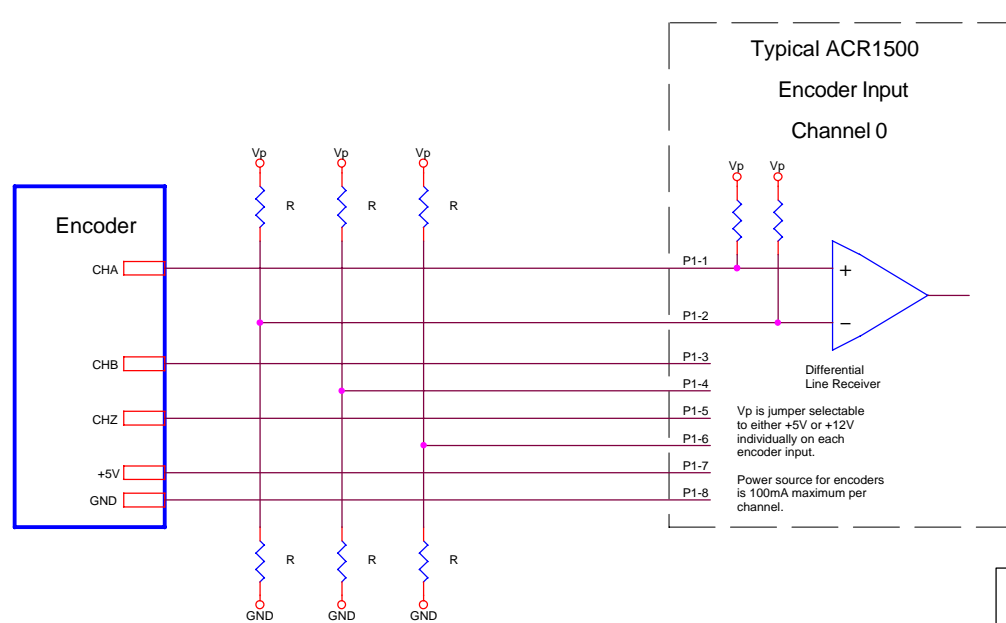 Typical ACR1500
Encoder Input
Channel 0
Vp
Vp
Vp
Vp
Vp
R
R
R
Encoder
CHA
P1-1
+
P1-2
−
CHB
P1-3
Differential
Line Receiver
P1-4
CHZ
P1-5
Vp is jumper selectable
to either +5V or +12V
individually on each
encoder input.
P1-6
+5V
P1-7
Power source for encoders
is 100mA maximum per
channel.
GND
P1-8
R
R
R
GND
GND
GND